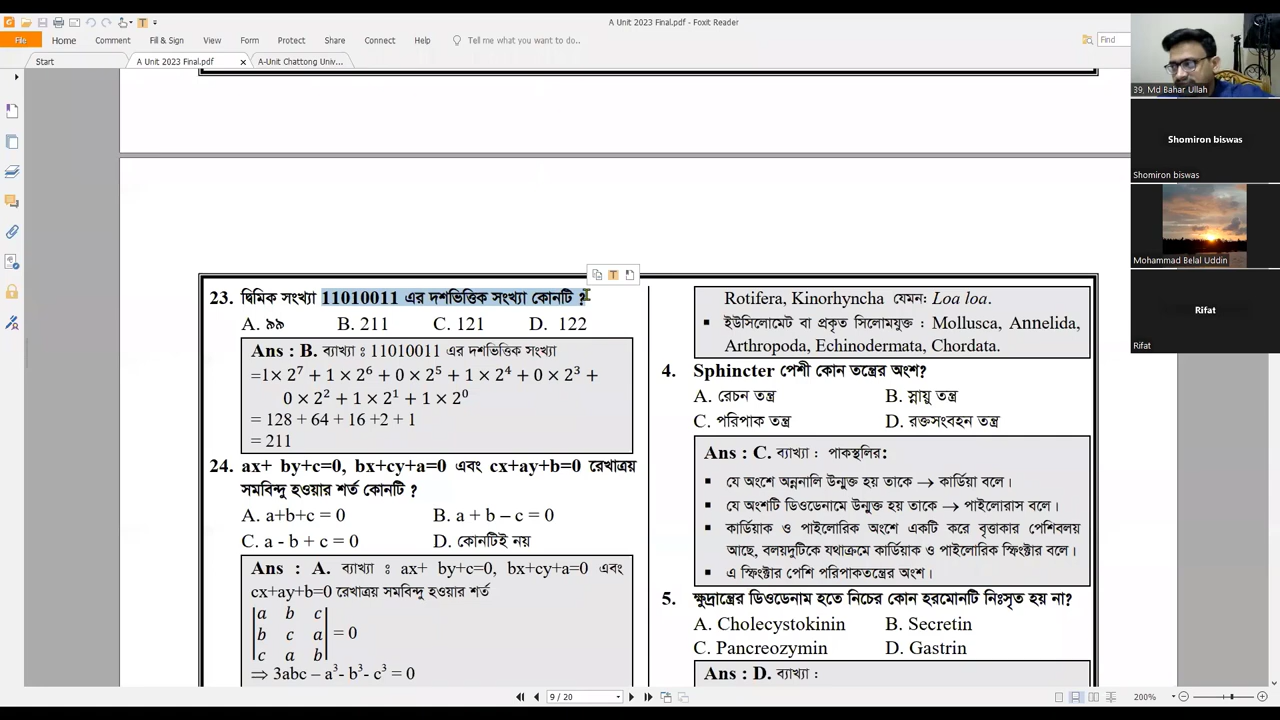 A Unit 2023 Final.pdf - Foxit Reader
File Home Comment Fill & Sign View Form Protect Share Connect Help Tell me what you want to do..
Find
Start A Unit 2023 Final.pdf A-Unit Chattong Univ...
39, Md Bahar Ullah
Shomiron biswas
Shomiron biswas
Mohammad Belal Uddin
Rifat
Rifat
23. দ্বিমিক সংখ্যা 11010011 এর দশভিত্তিক সংখ্যা কোনটি ?
A. ৯৯ B. 211 C. 121 D. 122
Ans : B. ব্যাখ্যা ঃ 11010011 এর দশভিত্তিক সংখ্যা
=1× 2⁷ + 1 × 2⁶ + 0 × 2⁵ + 1 × 2⁴ + 0 × 2³ +
0 × 2² + 1 × 2¹ + 1 × 2⁰
= 128 + 64 + 16 +2 + 1
= 211
24. ax+ by+c=0, bx+cy+a=0 এবং cx+ay+b=0 রেখাত্রয়
সমবিন্দু হওয়ার শর্ত কোনটি ?
A. a+b+c = 0 B. a + b – c = 0
C. a - b + c = 0 D. কোনটিই নয়
Ans : A. ব্যাখ্যা ঃ ax+ by+c=0, bx+cy+a=0 এবং
cx+ay+b=0 রেখাত্রয় সমবিন্দু হওয়ার শর্ত
|a b c|
|b c a| = 0
|c a b|
⇒ 3abc – a³- b³- c³ = 0
Rotifera, Kinorhyncha যেমন: Loa loa.
▪ ইউসিলোমেট বা প্রকৃত সিলোমযুক্ত : Mollusca, Annelida,
Arthropoda, Echinodermata, Chordata.
4. Sphincter পেশী কোন তন্ত্রের অংশ?
A. রেচন তন্ত্র B. স্নায়ু তন্ত্র
C. পরিপাক তন্ত্র D. রক্তসংবহন তন্ত্র
Ans : C. ব্যাখ্যা : পাকস্থলির:
▪ যে অংশে অন্ননালি উন্মুক্ত হয় তাকে → কার্ডিয়া বলে।
▪ যে অংশটি ডিওডেনামে উন্মুক্ত হয় তাকে → পাইলোরাস বলে।
▪ কার্ডিয়াক ও পাইলোরিক অংশে একটি করে বৃত্তাকার পেশিবলয়
আছে, বলয়দুটিকে যথাক্রমে কার্ডিয়াক ও পাইলোরিক স্ফিংক্টার বলে।
▪ এ স্ফিংক্টার পেশি পরিপাকতন্ত্রের অংশ।
5. ক্ষুদ্রান্ত্রের ডিওডেনাম হতে নিচের কোন হরমোনটি নিঃসৃত হয় না?
A. Cholecystokinin B. Secretin
C. Pancreozymin D. Gastrin
Ans : D. ব্যাখ্যা :
9 / 20
200%